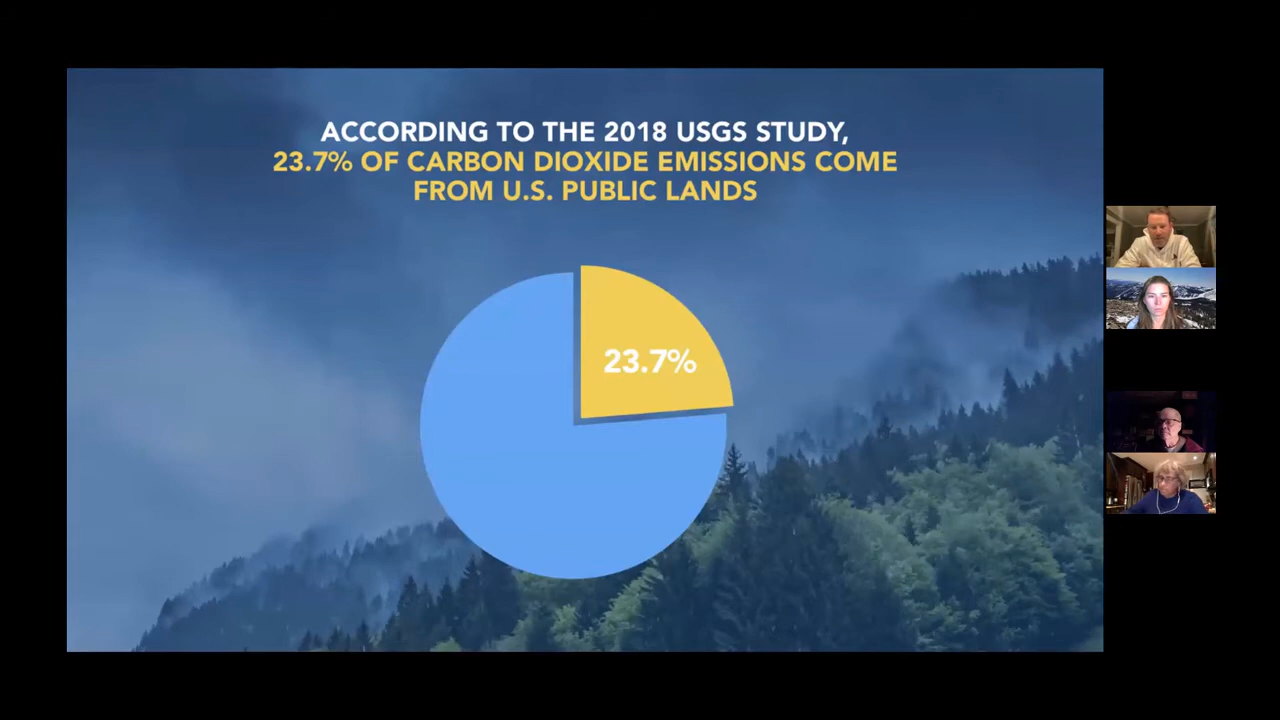 ACCORDING TO THE 2018 USGS STUDY,
23.7% OF CARBON DIOXIDE EMISSIONS COME
FROM U.S. PUBLIC LANDS
23.7%